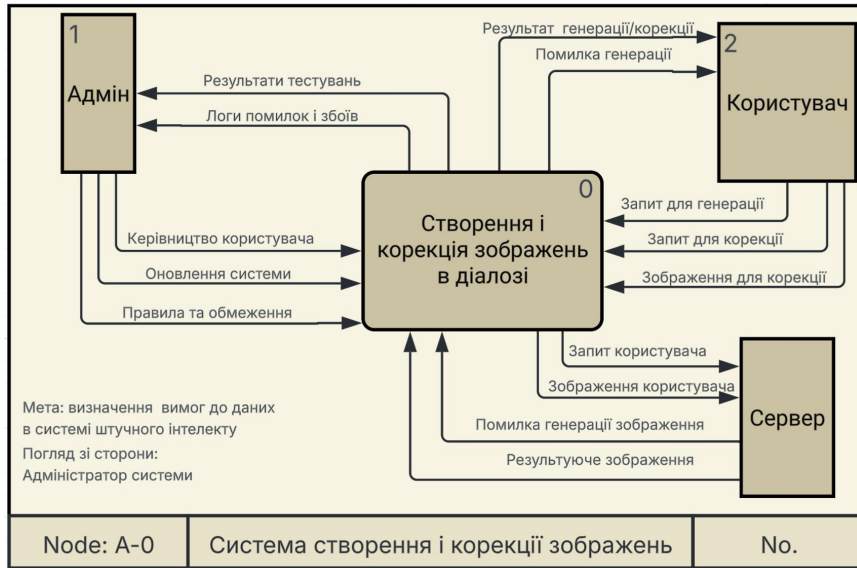 1
Адмін
Результати тестувань
Логи помилок і збоїв
Результат генерації/корекції
Помилка генерації
2
Користувач
0
Створення і
корекція зображень
в діалозі
Запит для генерації
Запит для корекції
Зображення для корекції
Керівництво користувача
Оновлення системи
Правила та обмеження
Запит користувача
Зображення користувача
Помилка генерації зображення
Результуюче зображення
Сервер
Мета: визначення вимог до даних
в системі штучного інтелекту
Погляд зі сторони:
Адміністратор системи
Node: A-0
Система створення і корекції зображень
No.